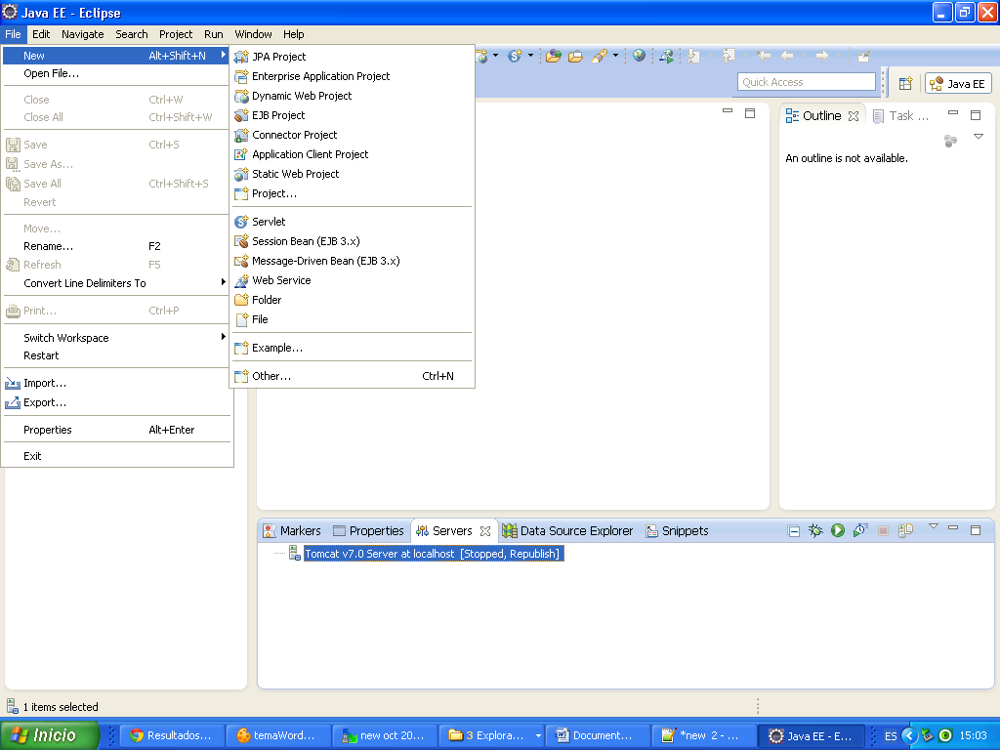 Java EE - Eclipse
File Edit Navigate Search Project Run Window Help
New Alt+Shift+N
Open File...
Close Ctrl+W
Close All Ctrl+Shift+W
Save Ctrl+S
Save As...
Save All Ctrl+Shift+S
Revert
Move...
Rename... F2
Refresh F5
Convert Line Delimiters To
Print... Ctrl+P
Switch Workspace
Restart
Import...
Export...
Properties Alt+Enter
Exit
JPA Project
Enterprise Application Project
Dynamic Web Project
EJB Project
Connector Project
Application Client Project
Static Web Project
Project...
Servlet
Session Bean (EJB 3.x)
Message-Driven Bean (EJB 3.x)
Web Service
Folder
File
Example...
Other... Ctrl+N
Quick Access
Java EE
Outline Task ...
An outline is not available.
Markers Properties Servers Data Source Explorer Snippets
Tomcat v7.0 Server at localhost [Stopped, Republish]
1 items selected
Inicio Resultados... temaWord... new oct 20... 3 Explora... Document... *new 2 - ... Java EE - E... ES 15:03